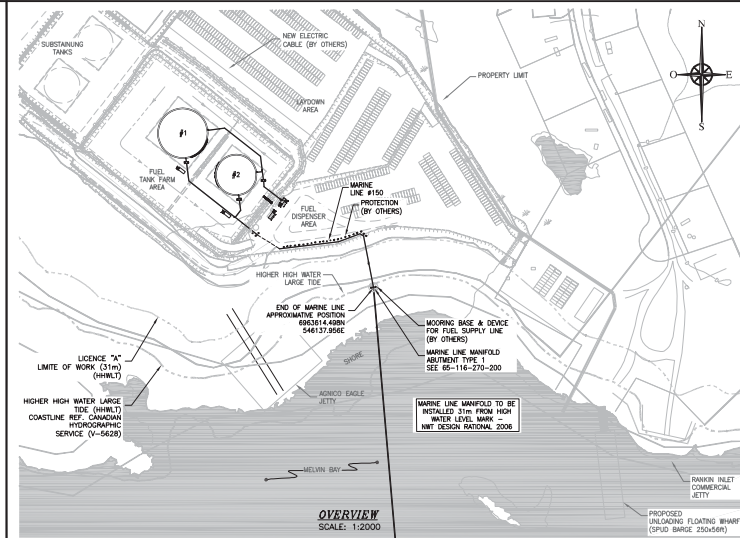 SUBSTAINUNG
TANKS
NEW ELECTRIC
CABLE (BY OTHERS)
PROPERTY LIMIT
N
O
E
S
LAYDOWN
AREA
#1
#2
FUEL
TANK FARM
AREA
MARINE
LINE #150
PROTECTION
(BY OTHERS)
FUEL
DISPENSER
AREA
HIGHER HIGH WATER
LARGE TIDE
END OF MARINE LINE
APPROXIMATIVE POSITION
6963614.498N
546137.956E
MOORING BASE & DEVICE
FOR FUEL SUPPLY LINE
(BY OTHERS)
MARINE LINE MANIFOLD
ABUTMENT TYPE 1
SEE 65-116-270-200
LICENCE "A"
LIMITE OF WORK (31m)
(HHWLT)
HIGHER HIGH WATER LARGE
TIDE (HHWLT)
COASTLINE REF. CANADIAN
HYDROGRAPHIC
SERVICE (V-5628)
SHORE
AGNICO EAGLE
JETTY
MARINE LINE MANIFOLD TO BE
INSTALLED 31m FROM HIGH
WATER LEVEL MARK -
NWT DESIGN RATIONAL 2006
MELVIN BAY
RANKIN INLET
COMMERCIAL
JETTY
PROPOSED
UNLOADING FLOATING WHARF
(SPUD BARGE 250x56ft)
OVERVIEW
SCALE: 1:2000